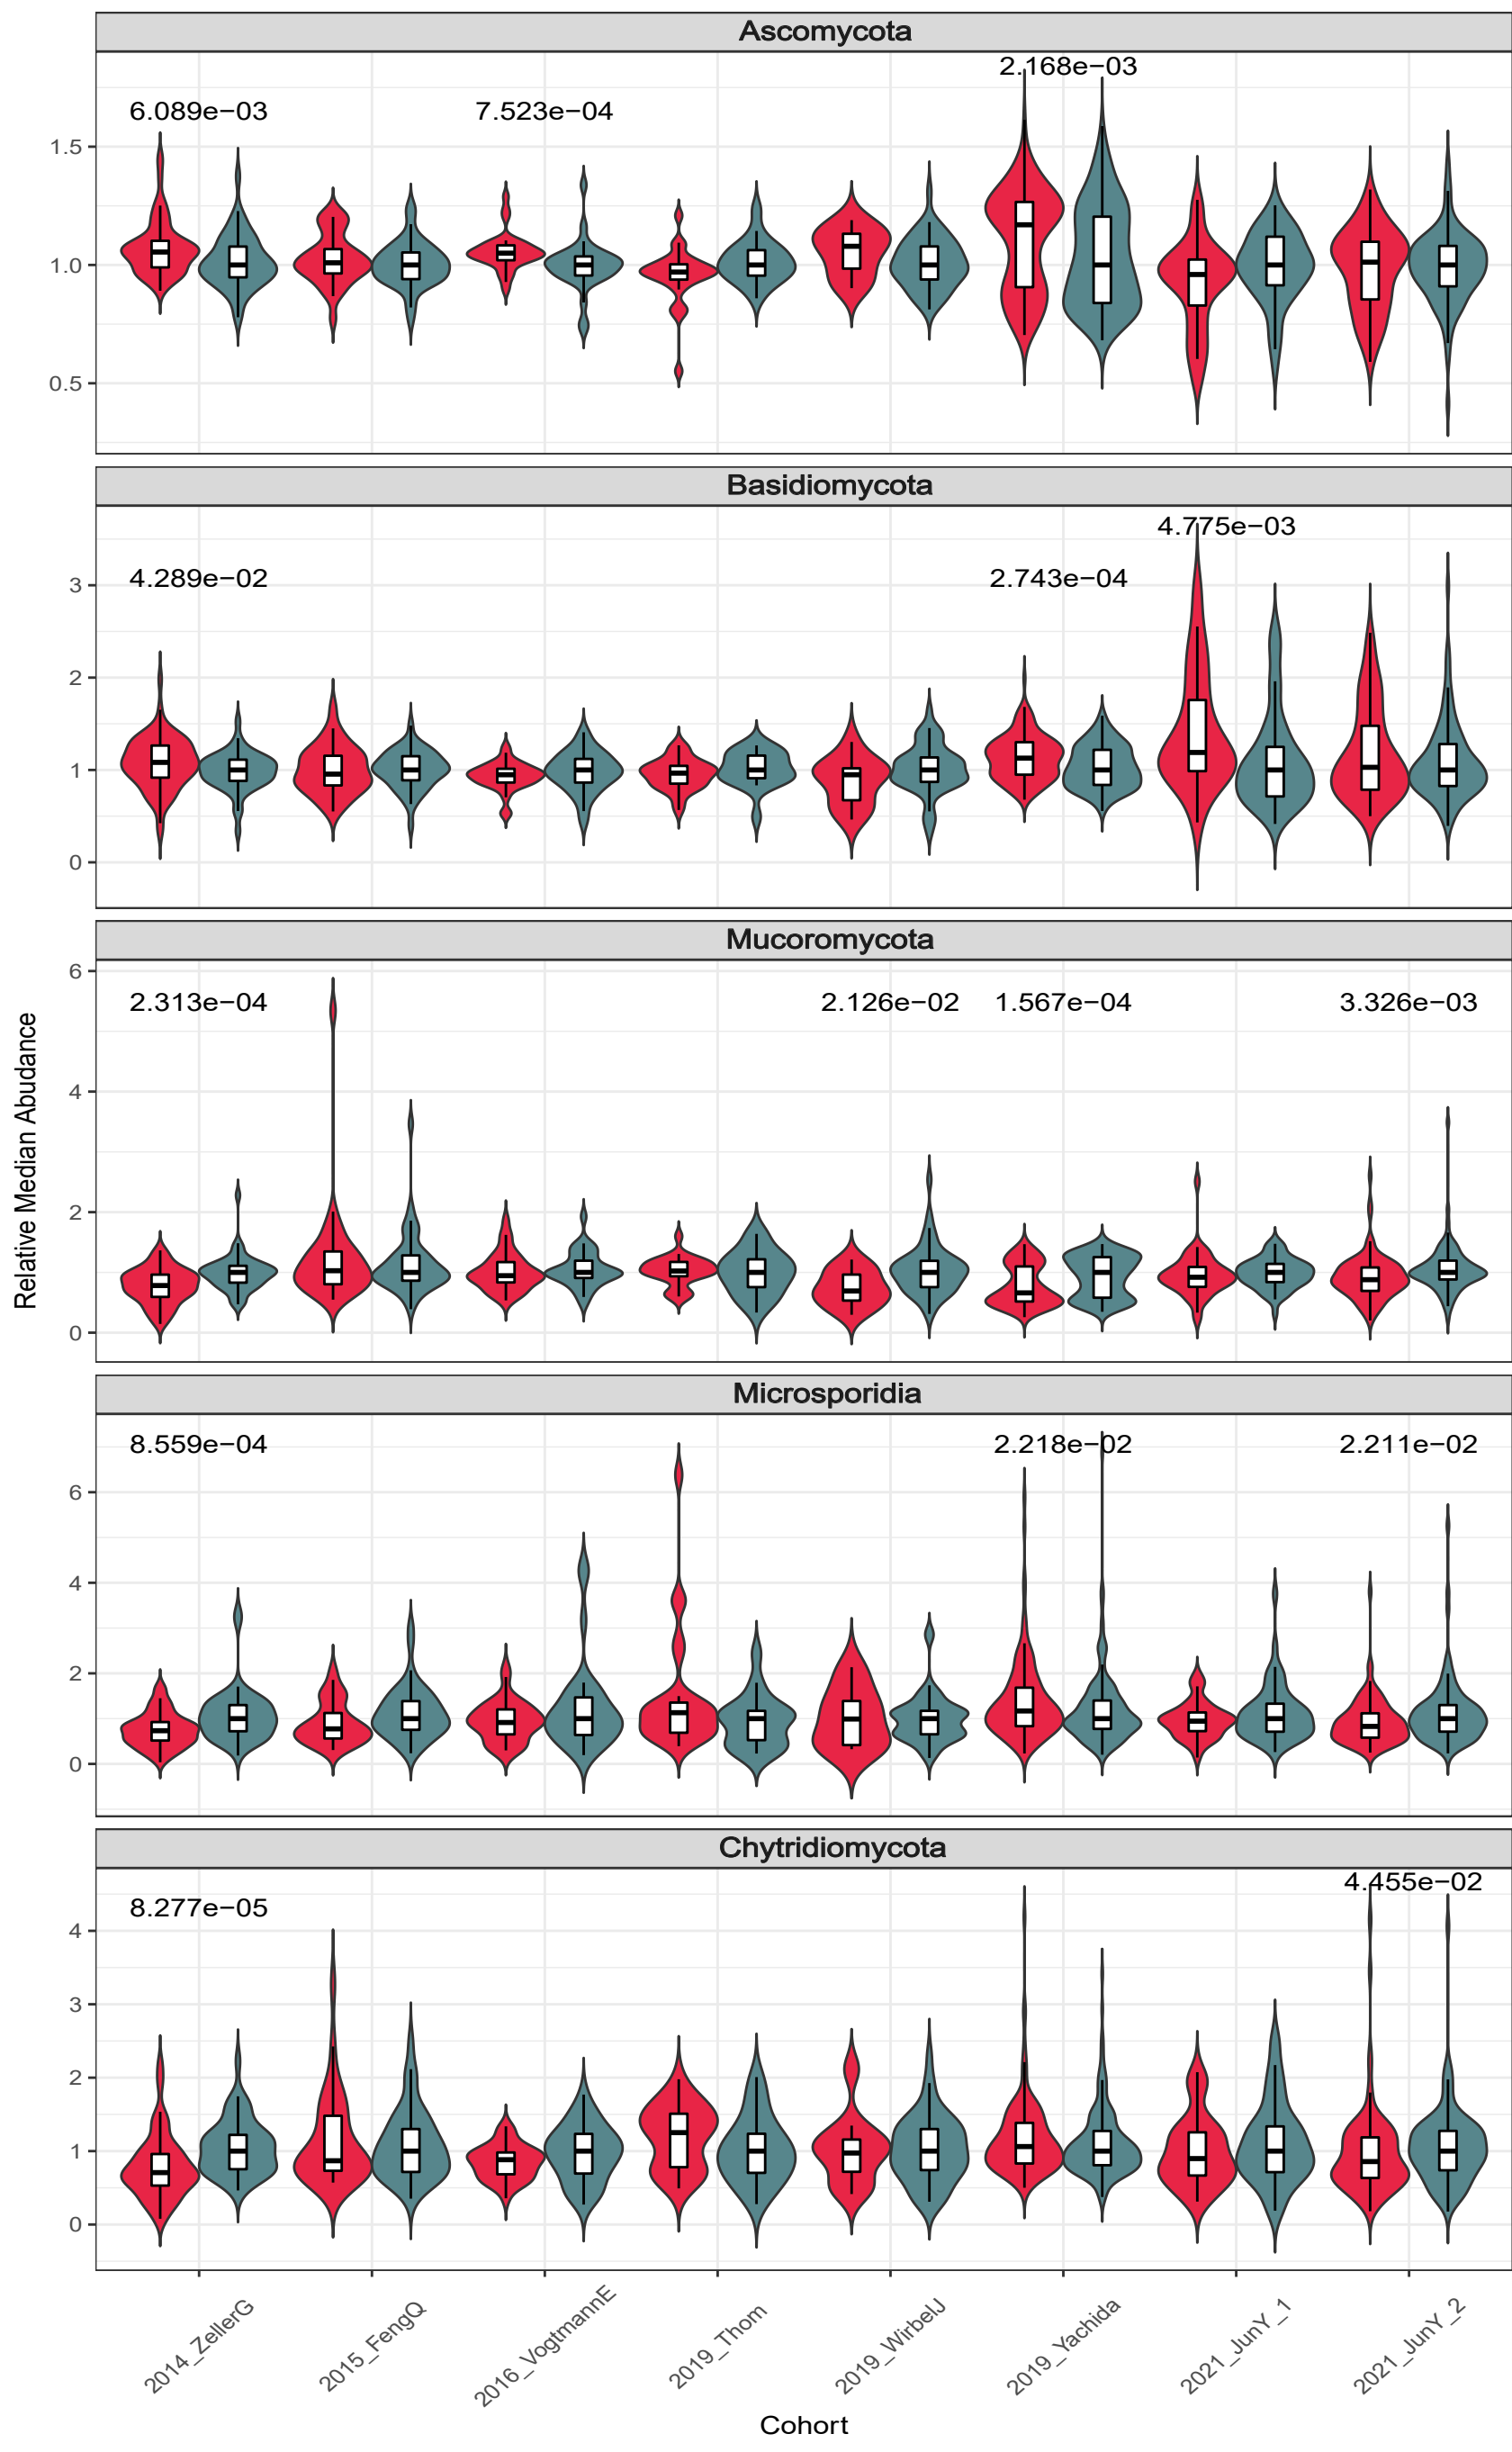 Ascomycota
2.168e−03
6.089e−03 7.523e−04
1.5
1.0
0.5
Basidiomycota
4.775e−03
4.289e−02 2.743e−04
3
2
1
0
Mucoromycota
6
2.313e−04 2.126e−02 1.567e−04 3.326e−03
4
2
0
Relative Median Abudance
Microsporidia
8.559e−04 2.218e−02 2.211e−02
6
4
2
0
Chytridiomycota
4.455e−02
8.277e−05
4
3
2
1
0
2014_ZellerG
2015_FengQ
2016_VogtmannE
2019_Thom
2019_WirbelJ
2019_Yachida
2021_JunY_1
2021_JunY_2
Cohort